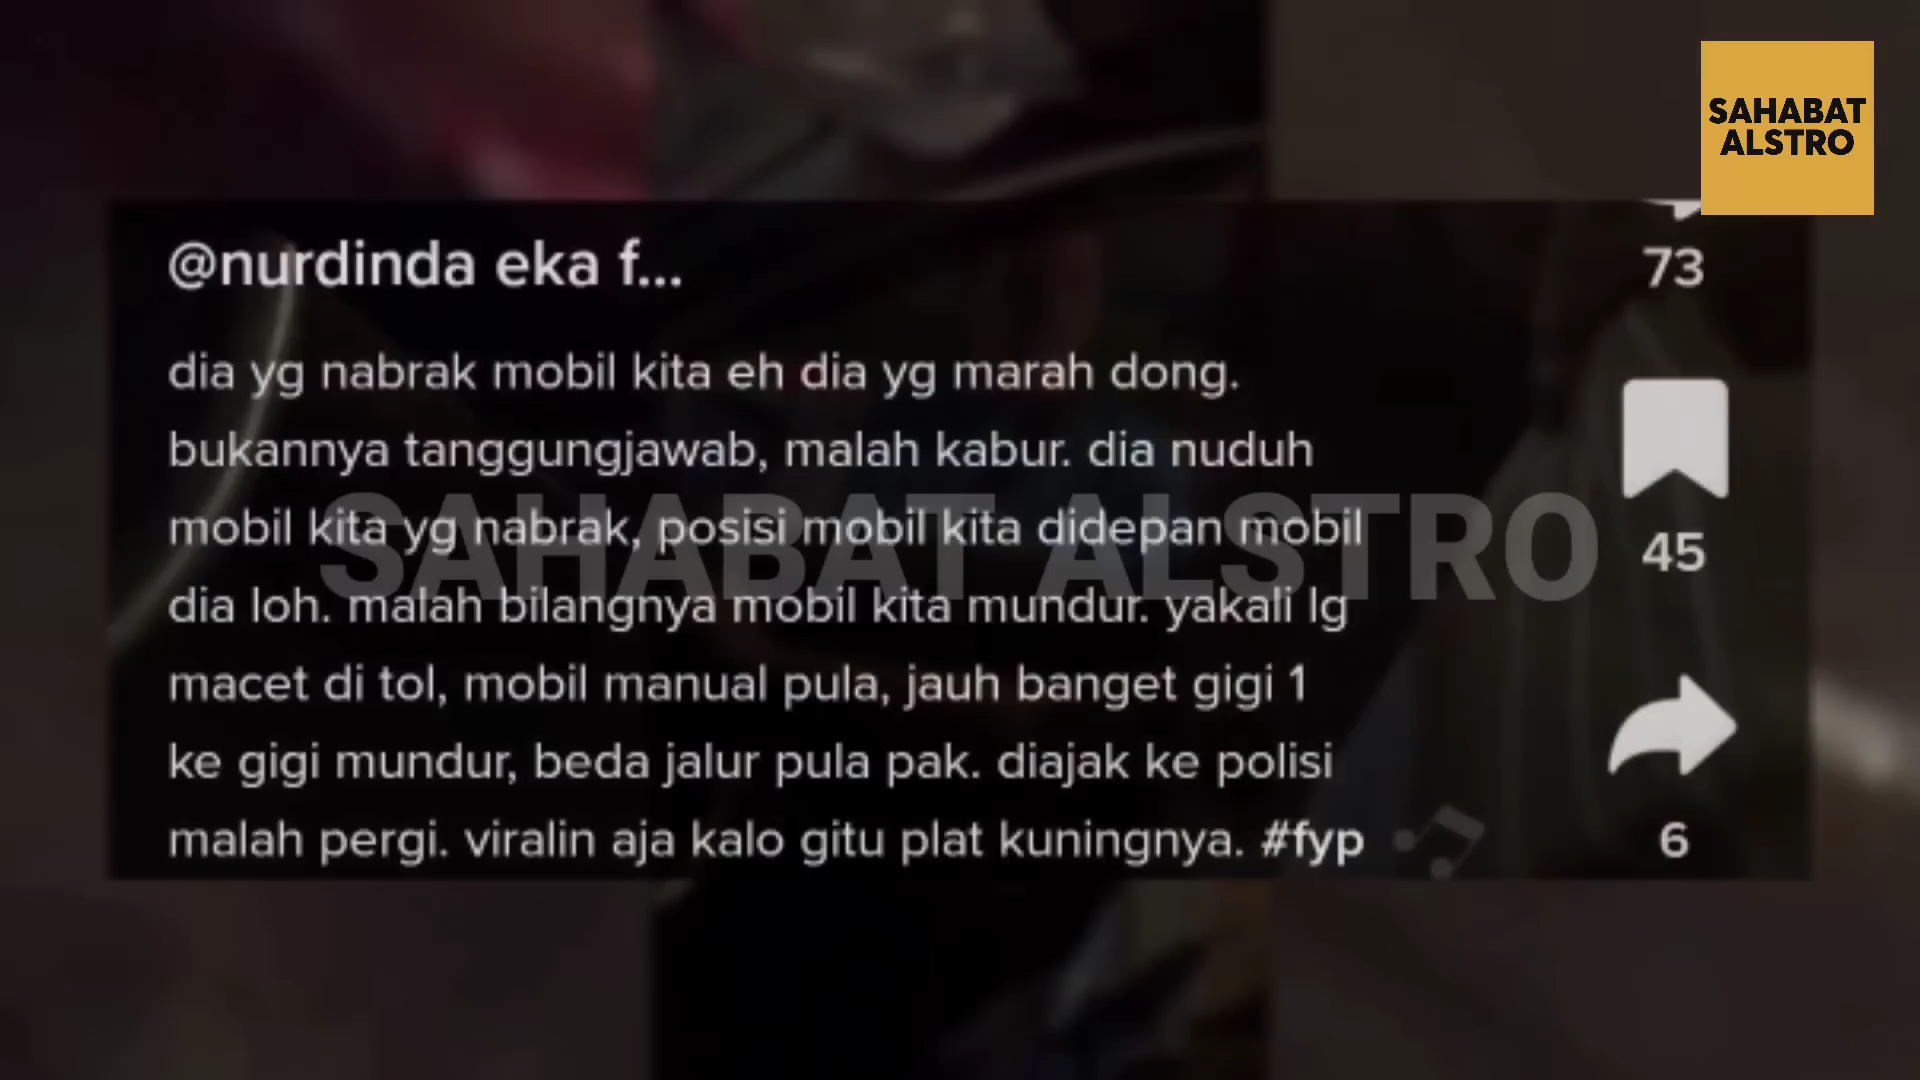 SAHABAT
ALSTRO
@nurdinda eka f...
73
dia yg nabrak mobil kita eh dia yg marah dong.
bukannya tanggungjawab, malah kabur. dia nuduh
mobil kita yg nabrak, posisi mobil kita didepan mobil
SAHABAT ALSTRO
45
dia loh. malah bilangnya mobil kita mundur. yakali lg
macet di tol, mobil manual pula, jauh banget gigi 1
ke gigi mundur, beda jalur pula pak. diajak ke polisi
malah pergi. viralin aja kalo gitu plat kuningnya. #fyp
6